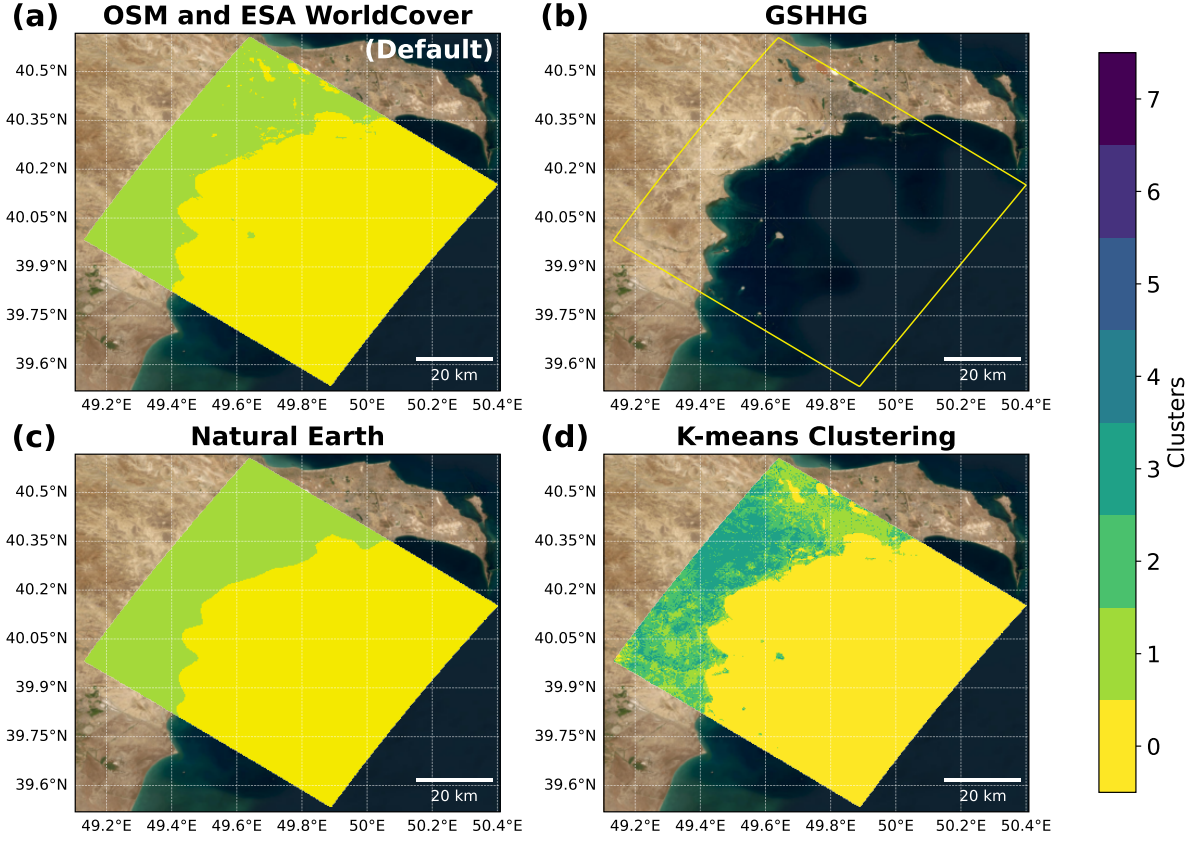 (a) OSM and ESA WorldCover
(Default)
40.5°N
40.35°N
40.2°N
40.05°N
39.9°N
39.75°N
39.6°N
20 km
49.2°E 49.4°E 49.6°E 49.8°E 50°E 50.2°E 50.4°E
(b) GSHHG
40.5°N
40.35°N
40.2°N
40.05°N
39.9°N
39.75°N
39.6°N
20 km
49.2°E 49.4°E 49.6°E 49.8°E 50°E 50.2°E 50.4°E
(c) Natural Earth
40.5°N
40.35°N
40.2°N
40.05°N
39.9°N
39.75°N
39.6°N
20 km
49.2°E 49.4°E 49.6°E 49.8°E 50°E 50.2°E 50.4°E
(d) K-means Clustering
40.5°N
40.35°N
40.2°N
40.05°N
39.9°N
39.75°N
39.6°N
20 km
49.2°E 49.4°E 49.6°E 49.8°E 50°E 50.2°E 50.4°E
7
6
5
4
3
2
1
0
Clusters